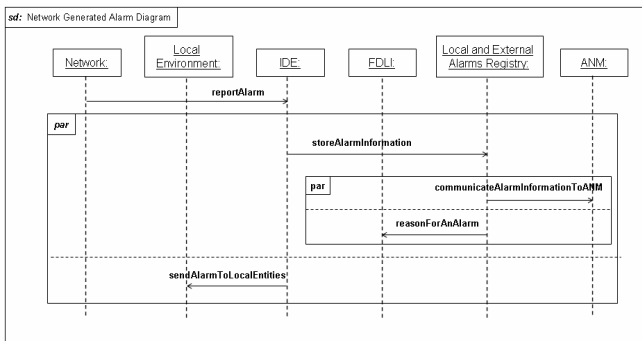 sd: Network Generated Alarm Diagram
Network:
Local
Environment:
IDE:
FDLI:
Local and External
Alarms Registry:
ANM:
reportAlarm
par
storeAlarmInformation
par
communicateAlarmInformationToANM
reasonForAnAlarm
sendAlarmToLocalEntities